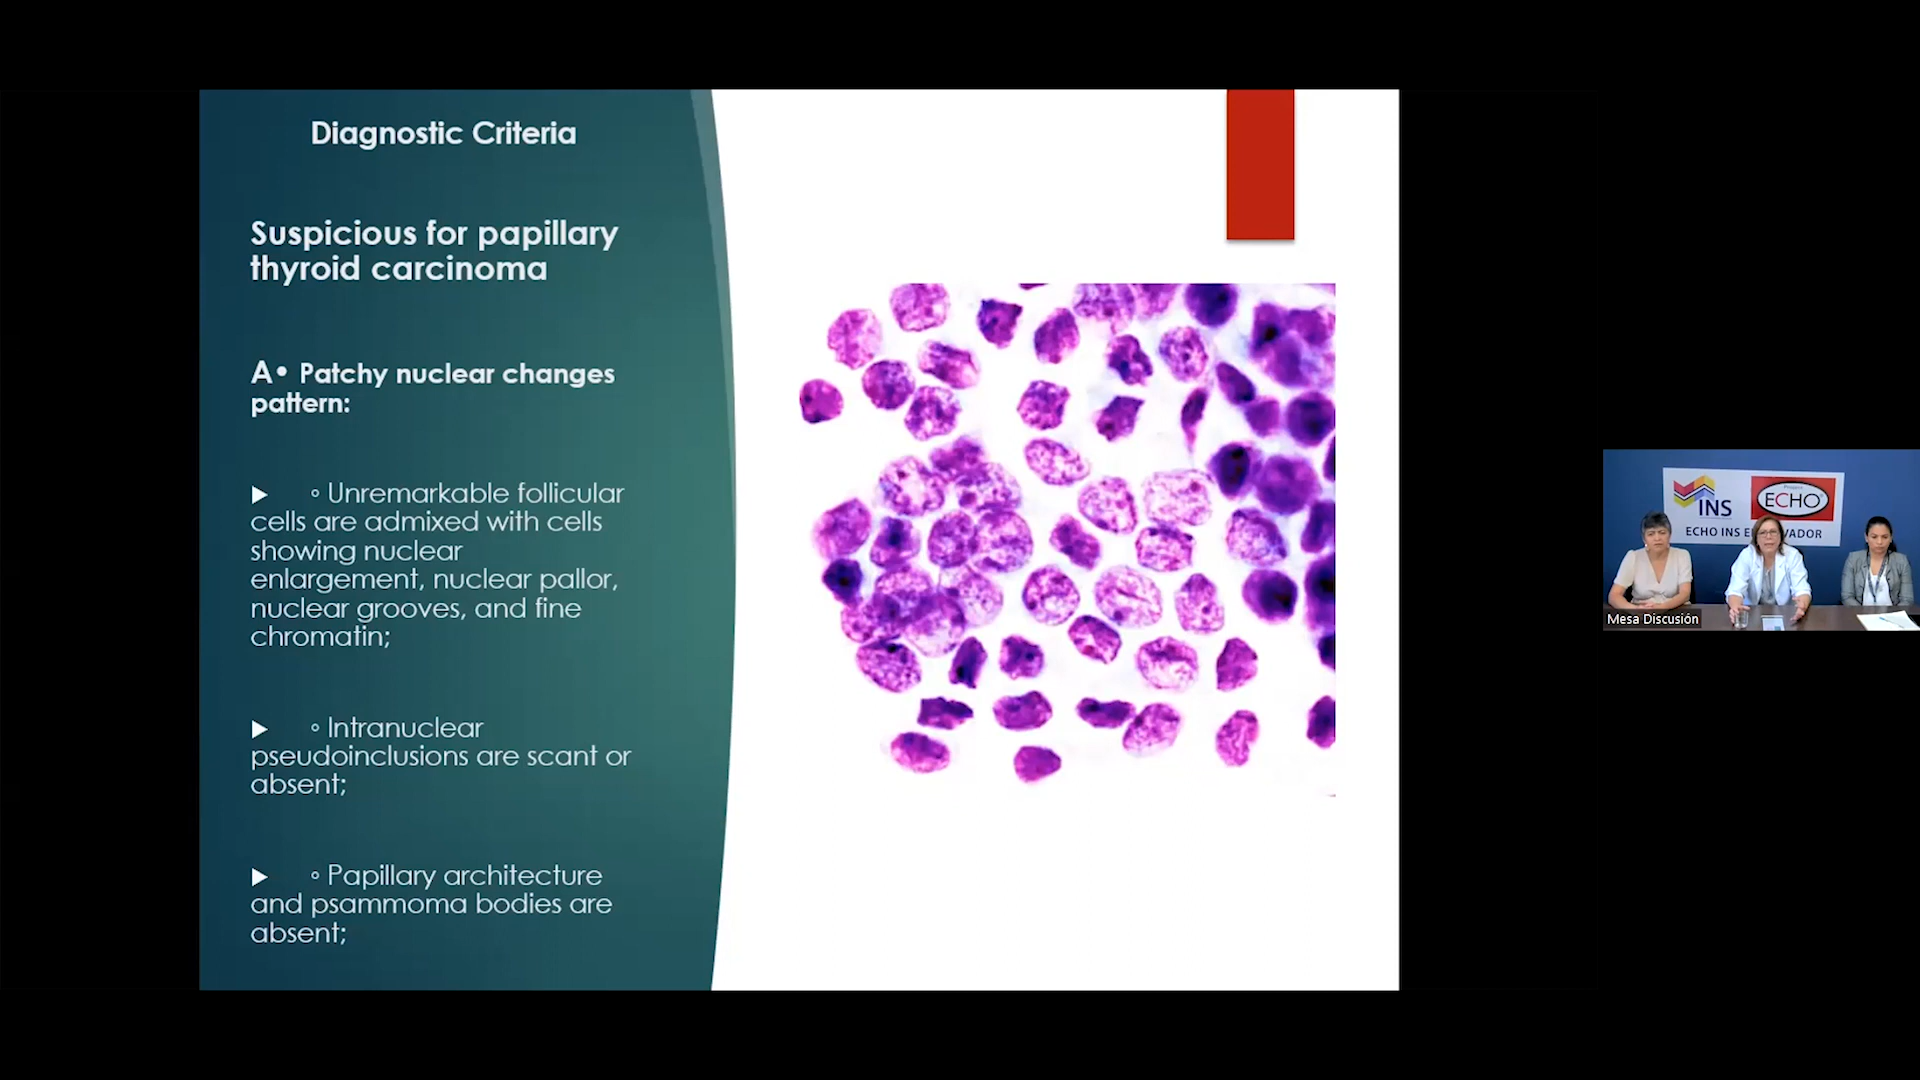 Diagnostic Criteria
Suspicious for papillary
thyroid carcinoma
A• Patchy nuclear changes
pattern:
▶ ◦ Unremarkable follicular
cells are admixed with cells
showing nuclear
enlargement, nuclear pallor,
nuclear grooves, and fine
chromatin;
▶ ◦ Intranuclear
pseudoinclusions are scant or
absent;
▶ ◦ Papillary architecture
and psammoma bodies are
absent;
INS
ECHO
ECHO INS E
VADOR
Mesa Discusión